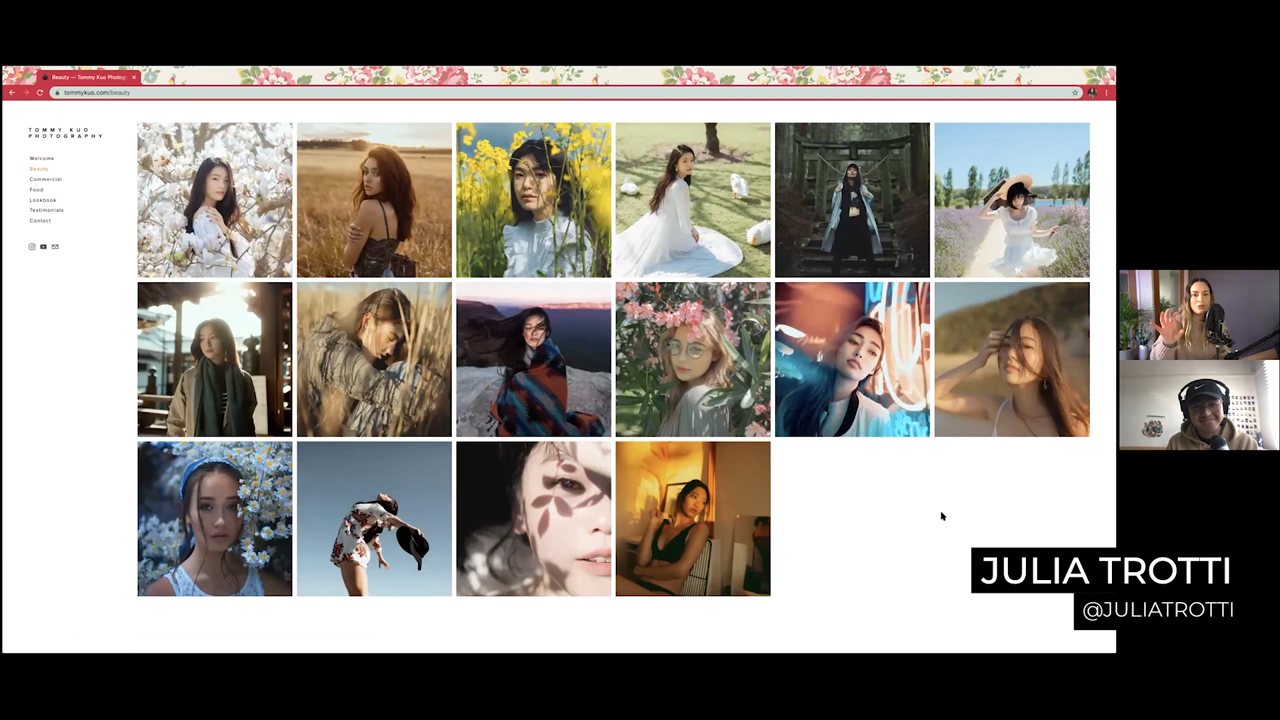 Beauty — Tommy Kuo Photog
tommykuo.com/beauty
TOMMY KUO
PHOTOGRAPHY
Welcome
Beauty
Commercial
Food
Lookbook
Testimonials
Contact
JULIA TROTTI
@JULIATROTTI